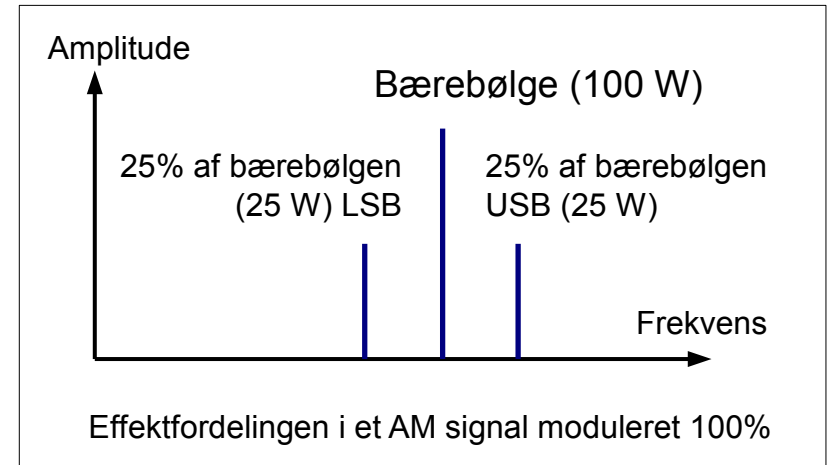 Amplitude
Bærebølge (100 W)
25% af bærebølgen
(25 W) LSB
25% af bærebølgen
USB (25 W)
Frekvens
Effektfordelingen i et AM signal moduleret 100%